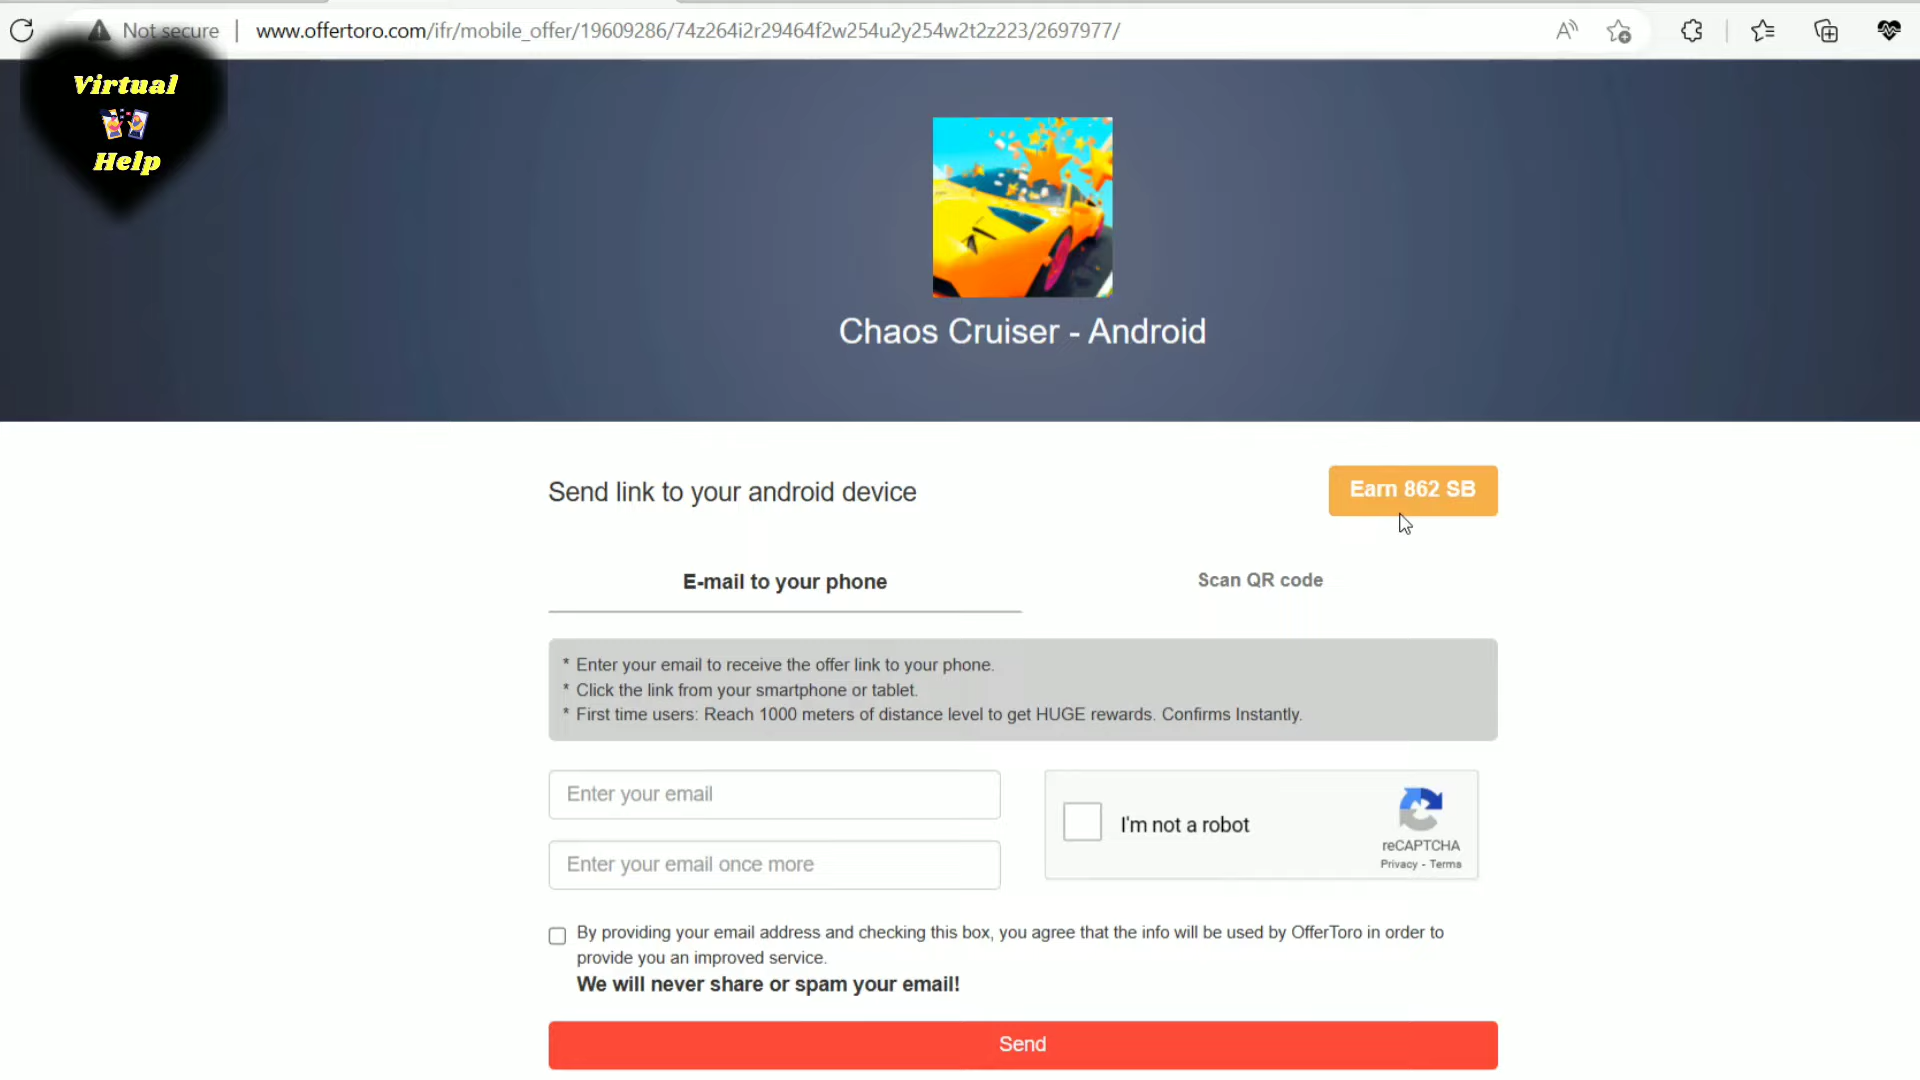 Not secure | www.offertoro.com/ifr/mobile_offer/19609286/74z264i2r29464f2w254u2y254w2t2z223/2697977/
Virtual
Help
Chaos Cruiser - Android
Send link to your android device
Earn 862 SB
E-mail to your phone
Scan QR code
* Enter your email to receive the offer link to your phone.
* Click the link from your smartphone or tablet.
* First time users: Reach 1000 meters of distance level to get HUGE rewards. Confirms Instantly.
Enter your email
I'm not a robot
reCAPTCHA
Privacy - Terms
Enter your email once more
By providing your email address and checking this box, you agree that the info will be used by OfferToro in order to
provide you an improved service.
We will never share or spam your email!
Send